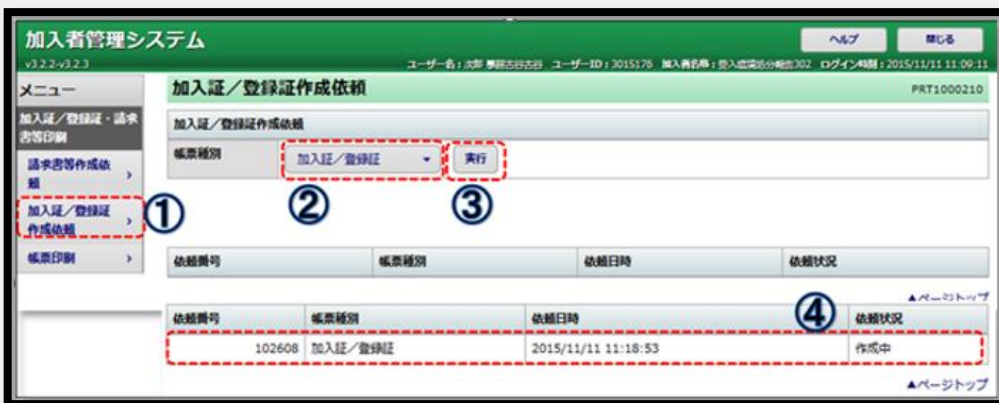 加入者管理システム
ヘルプ
閉じる
v3.2.2-v3.2.3
ユーザーID：3015176
ログイン時間：2015/11/11 11:09:11
メニュー
加入証／登録証作成依頼
PRT1000210
加入証／登録証・請求
書等印刷
加入証／登録証作成依頼
帳票種別
加入証／登録証
実行
請求書等作成依
頼
加入証／登録証
作成依頼
帳票印刷
①
②
③
依頼番号
帳票種別
依頼日時
依頼状況
▲ページトップ
④
依頼番号
帳票種別
依頼日時
依頼状況
102608
加入証／登録証
2015/11/11 11:18:53
作成中
▲ページトップ